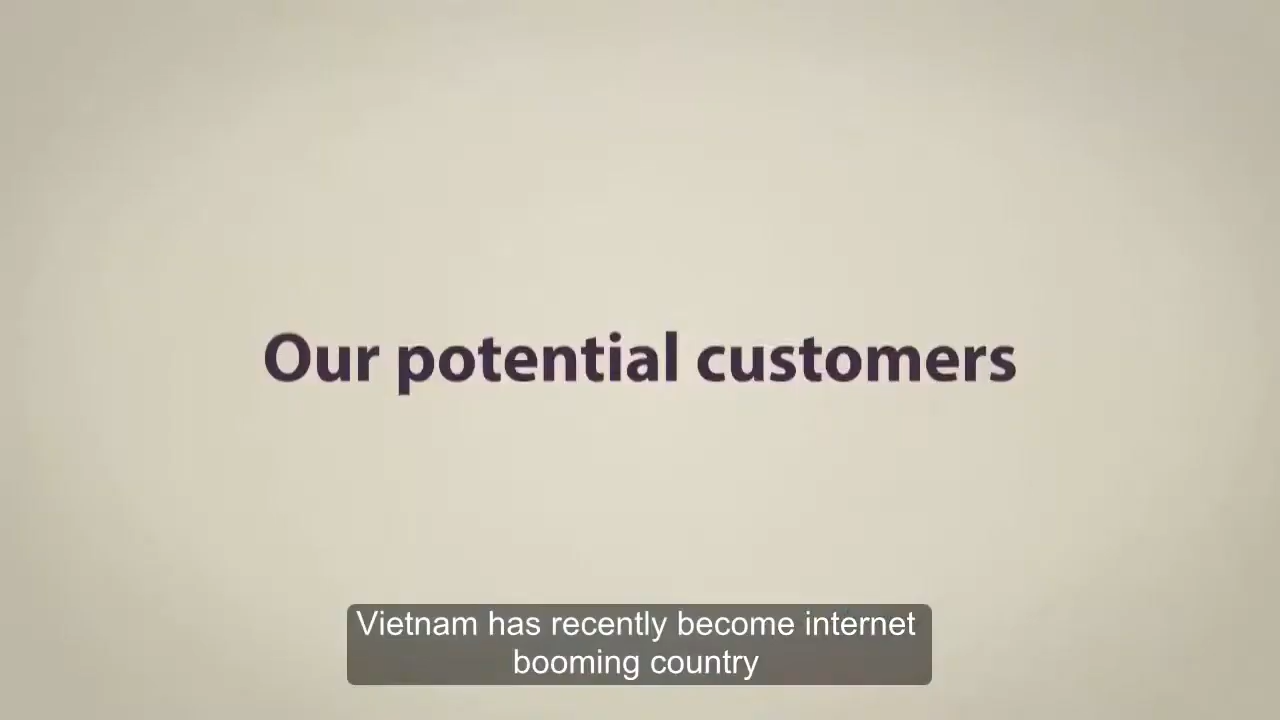 Our potential customers
Vietnam has recently become internet
booming country